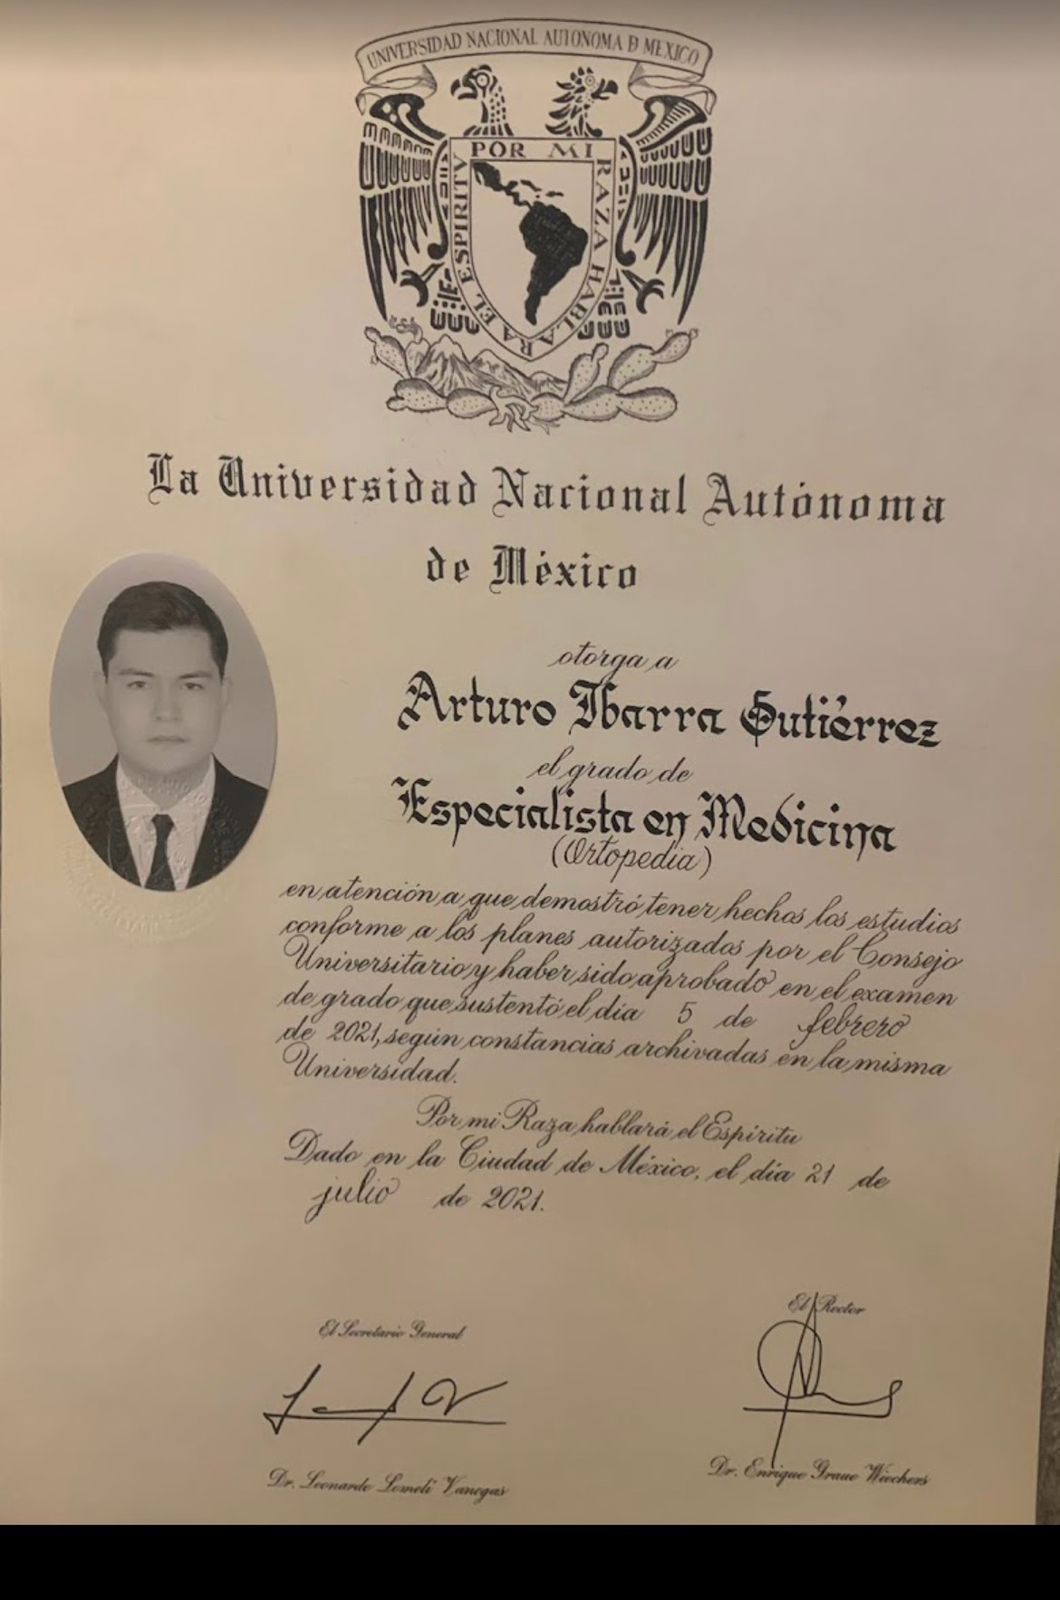 UNIVERSIDAD NACIONAL AUTONOMA D MEXICO
POR MI RAZA HABLARA EL ESPIRITU
La Universidad Nacional Autónoma
de México
otorga a
Arturo Ibarra Gutiérrez
el grado de
Especialista en Medicina
(Ortopedia)
en atención a que demostró tener hechos los estudios
conforme a los planes autorizados por el Consejo
Universitario y haber sido aprobado en el examen
de grado que sustentó el día 5 de febrero
de 2021, según constancias archivadas en la misma
Universidad.
Por mi Raza hablará el Espíritu
Dado en la Ciudad de México, el día 21 de
julio de 2021.
El Secretario General
El Rector
Dr. Leonardo Lomelí Vanegas
Dr. Enrique Graue Wiechers